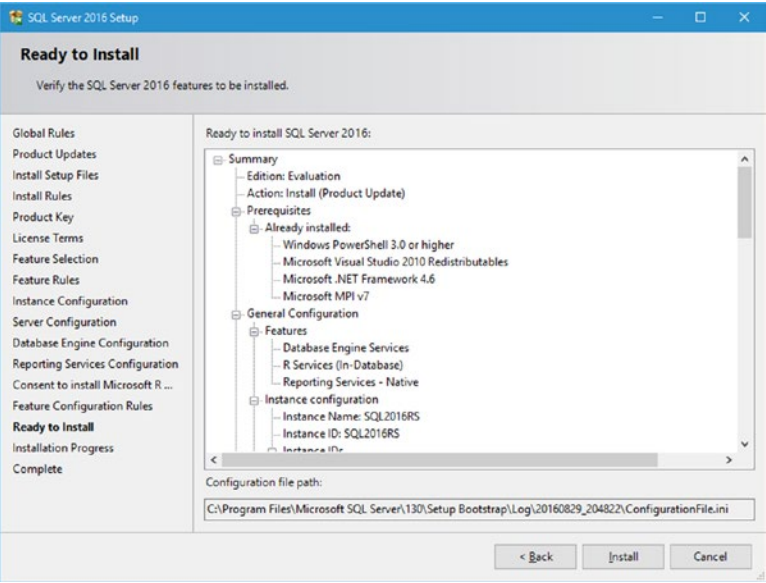 SQL Server 2016 Setup
Ready to Install
Verify the SQL Server 2016 features to be installed.
Global Rules
Product Updates
Install Setup Files
Install Rules
Product Key
License Terms
Feature Selection
Feature Rules
Instance Configuration
Server Configuration
Database Engine Configuration
Reporting Services Configuration
Consent to install Microsoft R ...
Feature Configuration Rules
Ready to Install
Installation Progress
Complete
Ready to install SQL Server 2016:
Summary
Edition: Evaluation
Action: Install (Product Update)
Prerequisites
Already installed:
Windows PowerShell 3.0 or higher
Microsoft Visual Studio 2010 Redistributables
Microsoft .NET Framework 4.6
Microsoft MPI v7
General Configuration
Features
Database Engine Services
R Services (In-Database)
Reporting Services - Native
Instance configuration
Instance Name: SQL2016RS
Instance ID: SQL2016RS
Instance IDs
Configuration file path:
C:\Program Files\Microsoft SQL Server\130\Setup Bootstrap\Log\20160829_204822\ConfigurationFile.ini
< Back
Install
Cancel